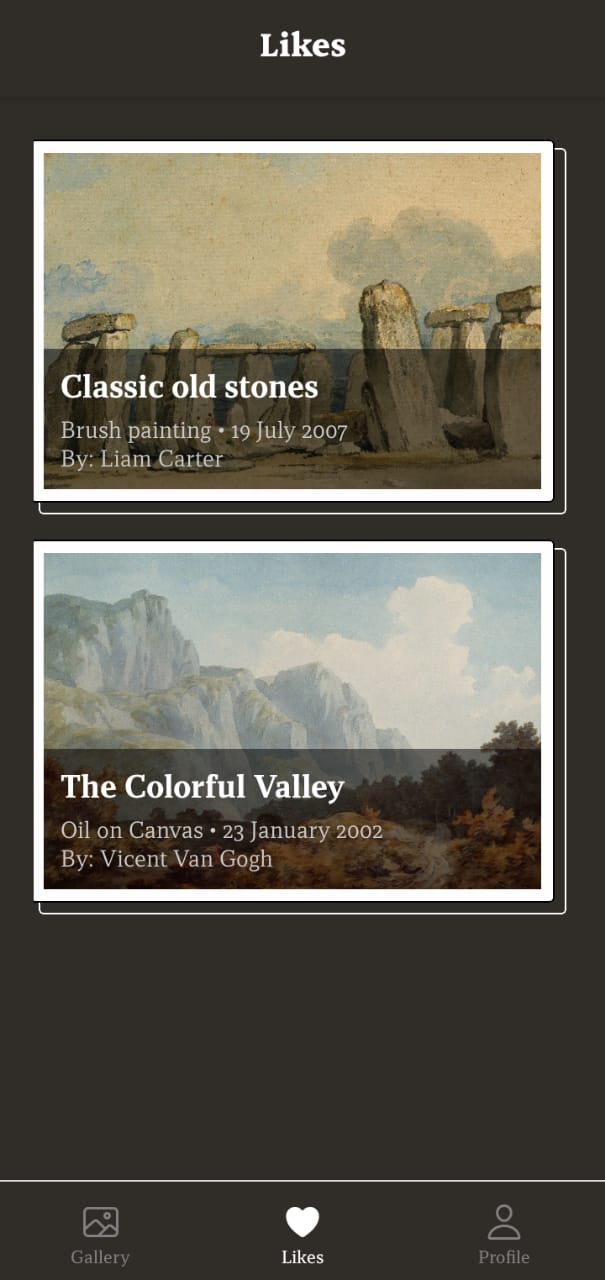 Likes
Classic old stones
Brush painting • 19 July 2007
By: Liam Carter
The Colorful Valley
Oil on Canvas • 23 January 2002
By: Vicent Van Gogh
Gallery
Likes
Profile